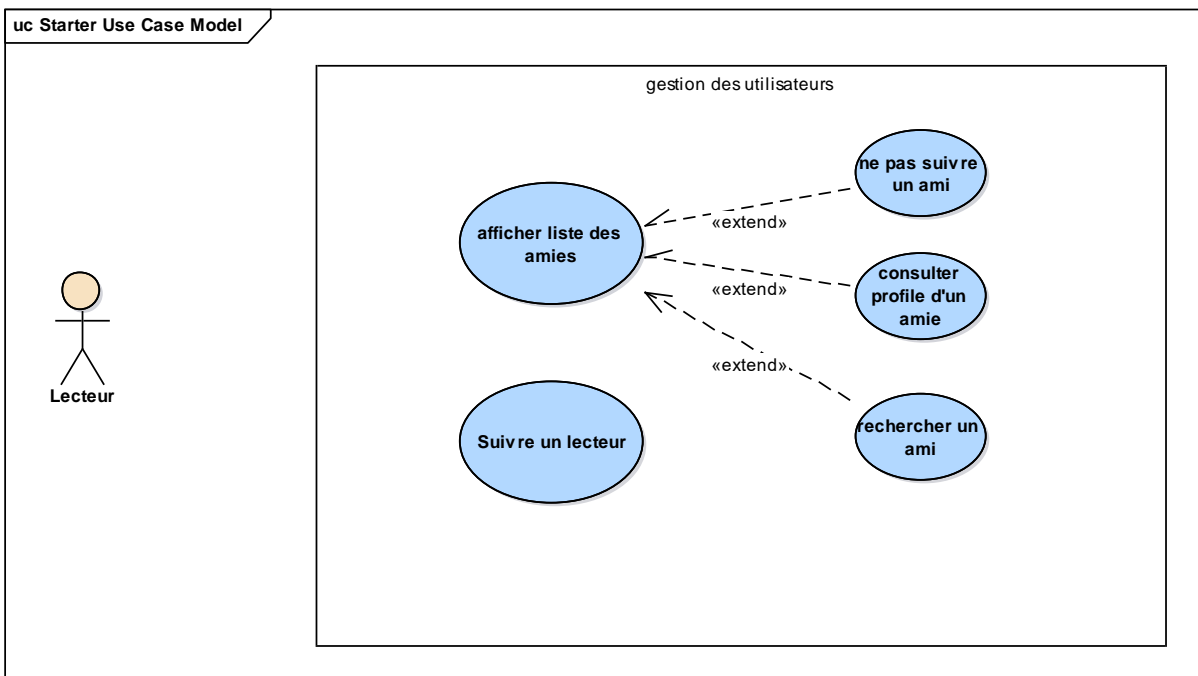 uc Starter Use Case Model
gestion des utilisateurs
ne pas suivre
un ami
«extend»
afficher liste des
amies
consulter
profile d'un
amie
«extend»
«extend»
Lecteur
Suivre un lecteur
rechercher un
ami